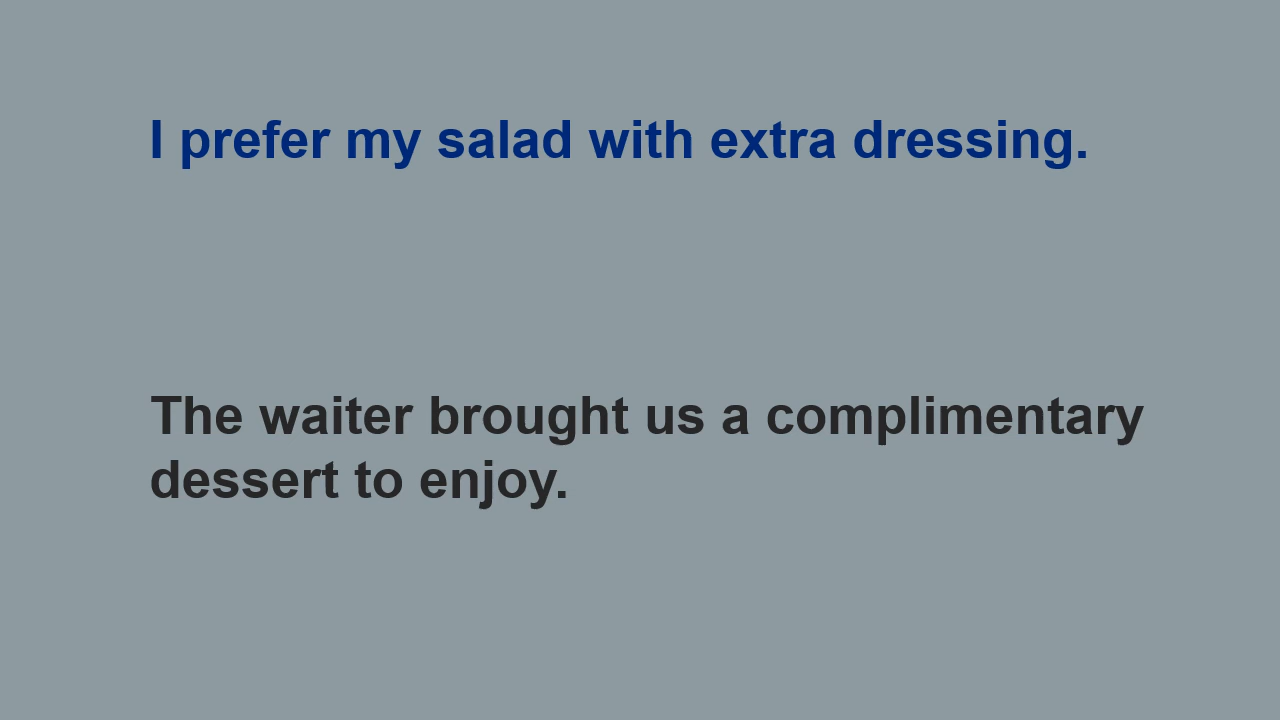 I prefer my salad with extra dressing.
The waiter brought us a complimentary
dessert to enjoy.